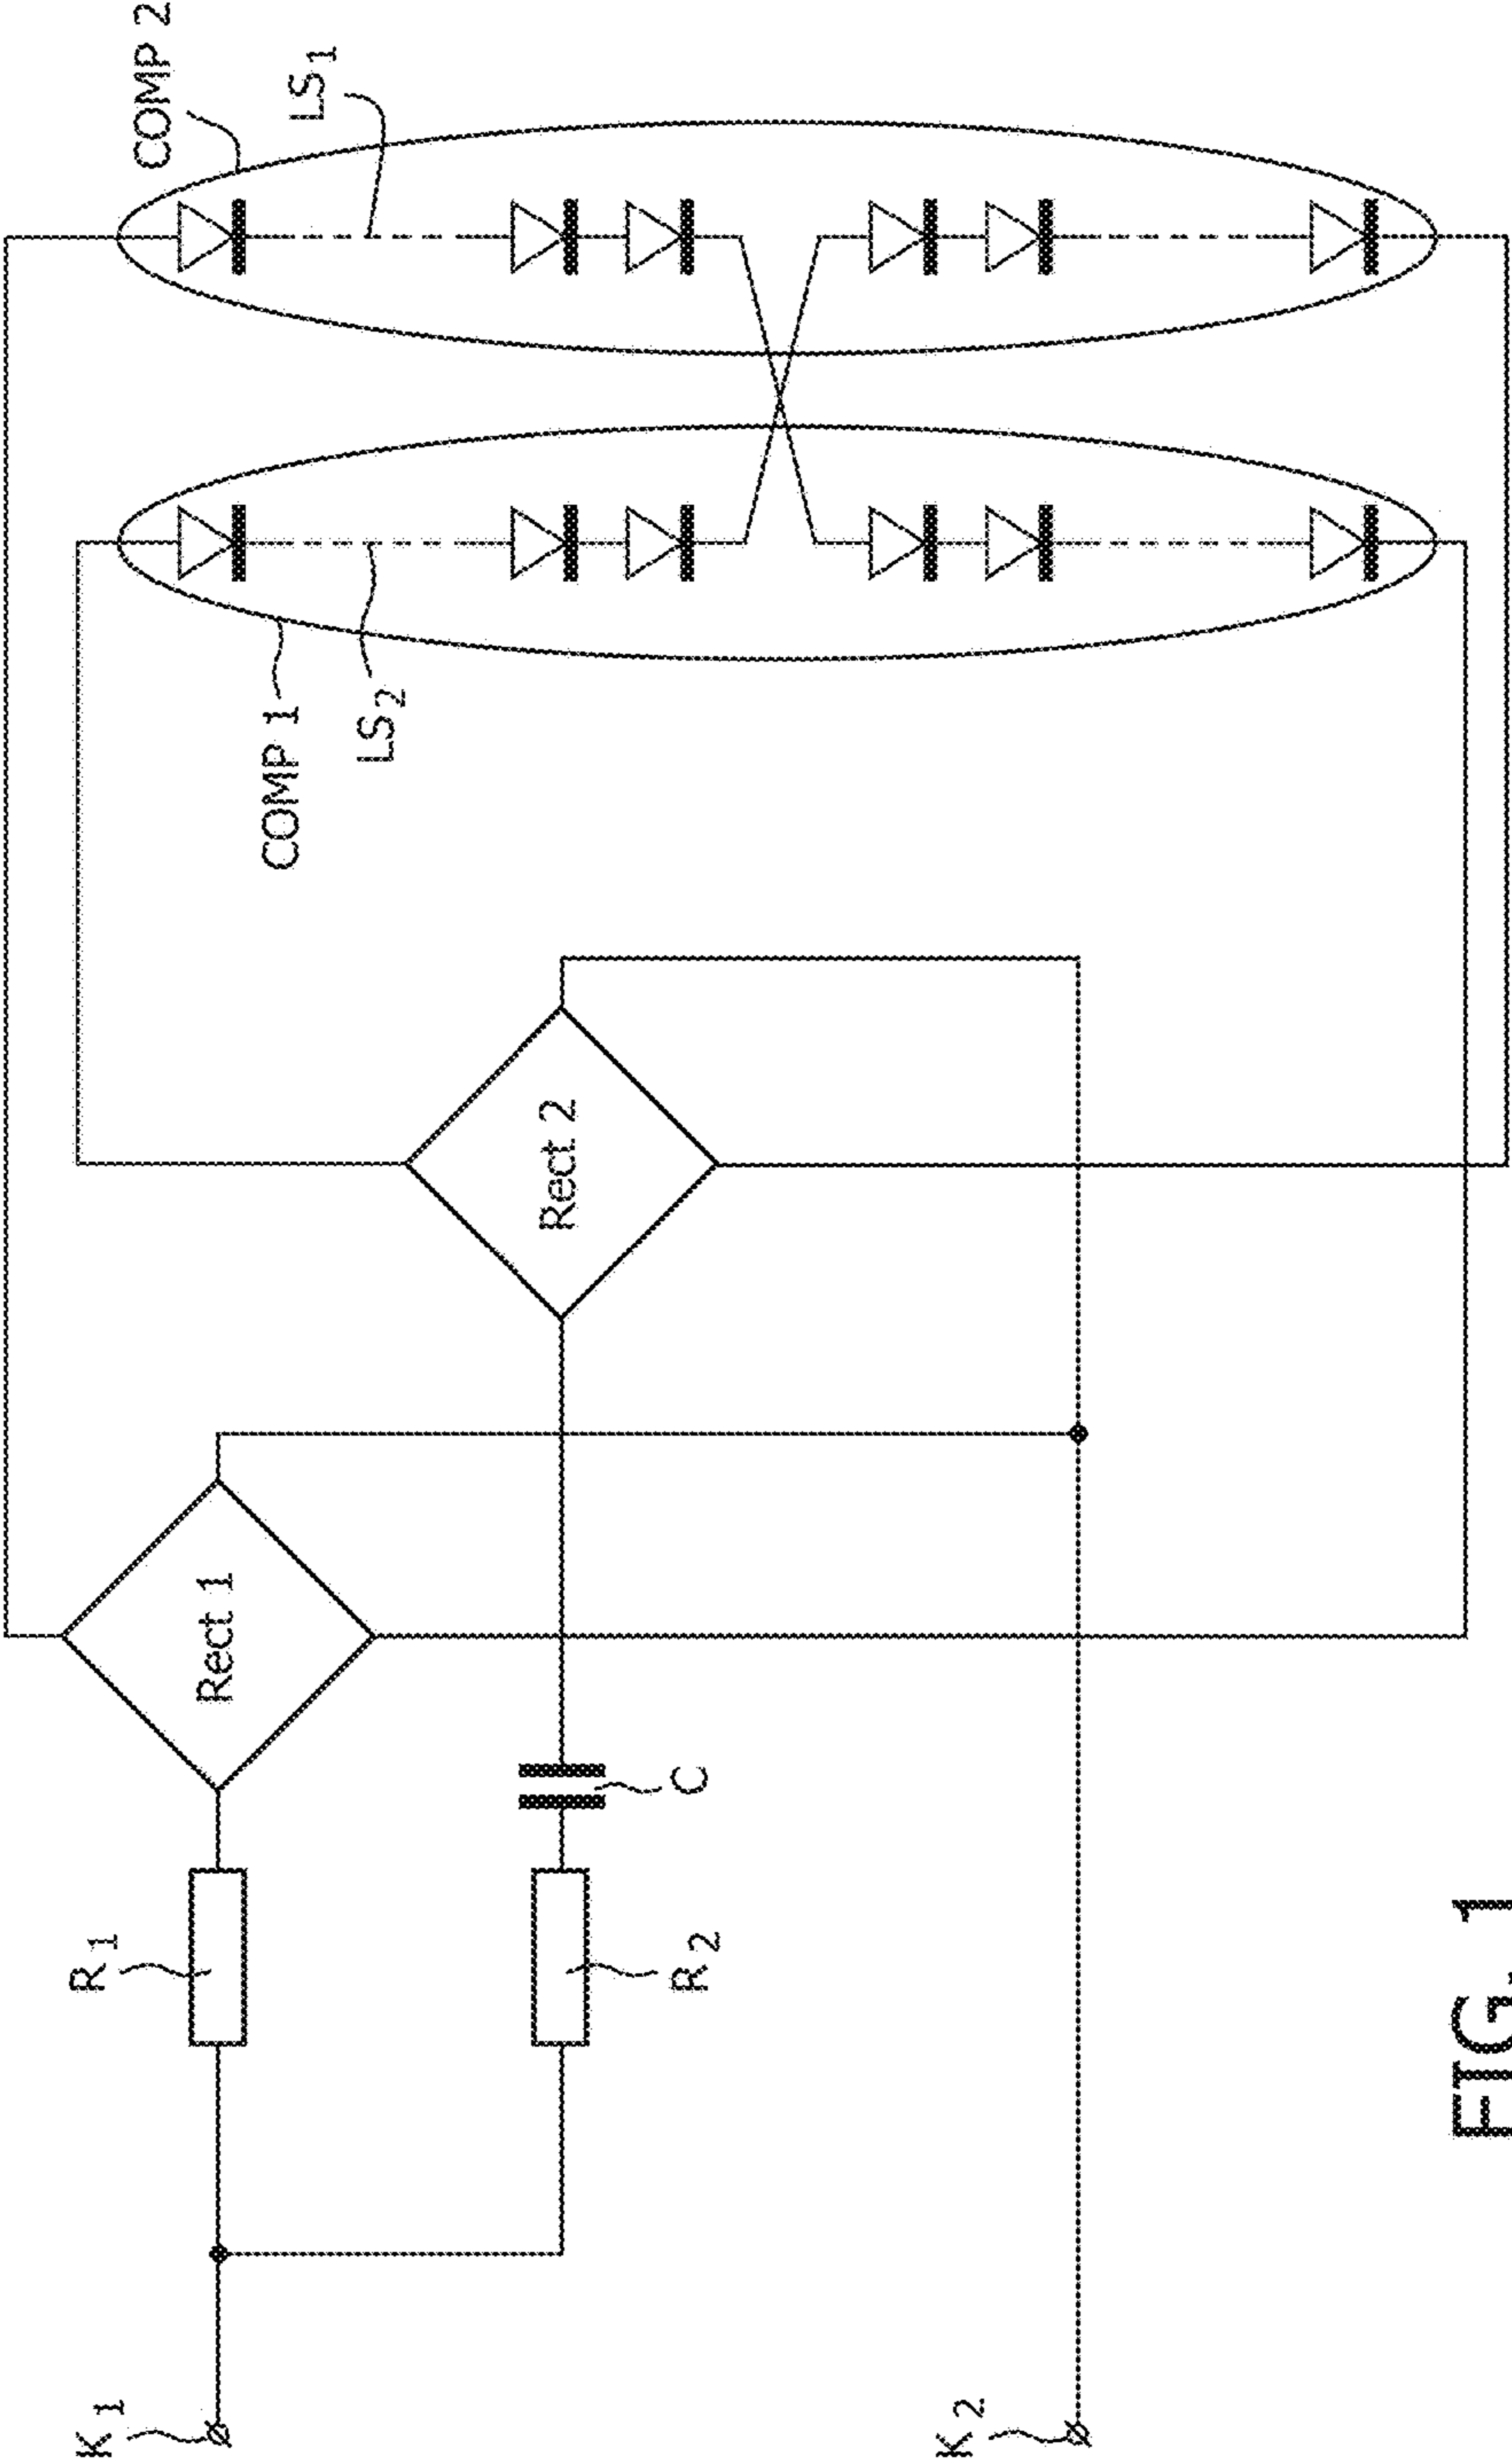 K1
K2
R1
R2
C
Rect 1
Rect 2
COMP 1
LS2
COMP 2
LS1
FIG. 1